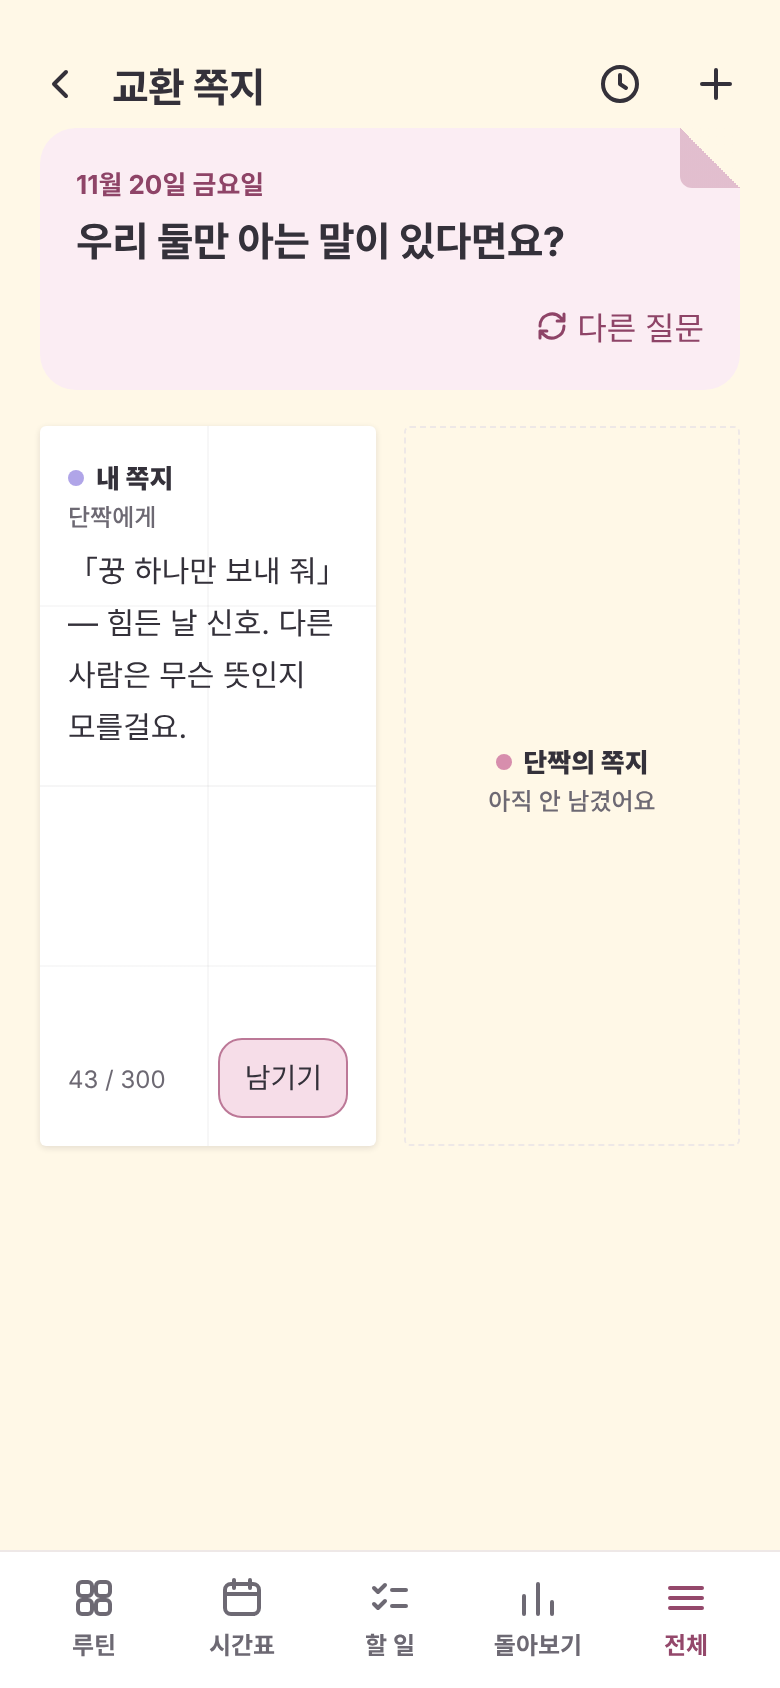 교환 쪽지
11월 20일 금요일
우리 둘만 아는 말이 있다면요?
다른 질문
내 쪽지
단짝에게
「꿍 하나만 보내 줘」
— 힘든 날 신호. 다른
사람은 무슨 뜻인지
모를걸요.
43 / 300
남기기
단짝의 쪽지
아직 안 남겼어요
루틴
시간표
할 일
돌아보기
전체